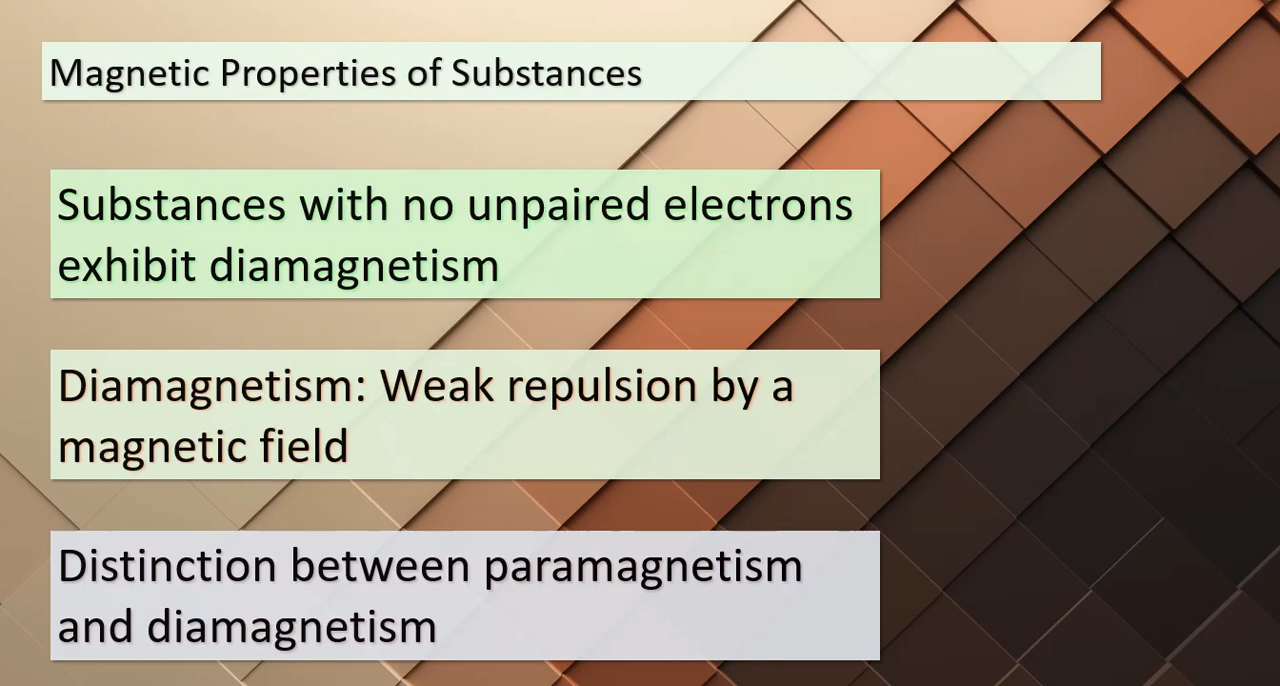 Magnetic Properties of Substances
Substances with no unpaired electrons
exhibit diamagnetism
Diamagnetism: Weak repulsion by a
magnetic field
Distinction between paramagnetism
and diamagnetism